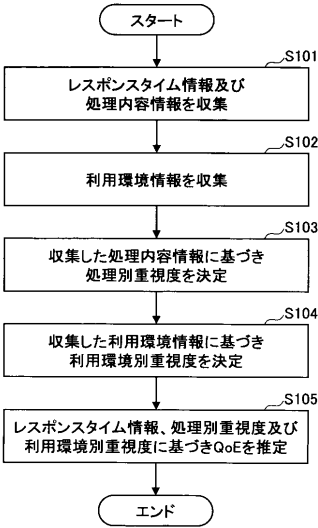 スタート
S101
レスポンスタイム情報及び
処理内容情報を収集
S102
利用環境情報を収集
S103
収集した処理内容情報に基づき
処理別重視度を決定
S104
収集した利用環境情報に基づき
利用環境別重視度を決定
S105
レスポンスタイム情報、処理別重視度及び
利用環境別重視度に基づきQoEを推定
エンド